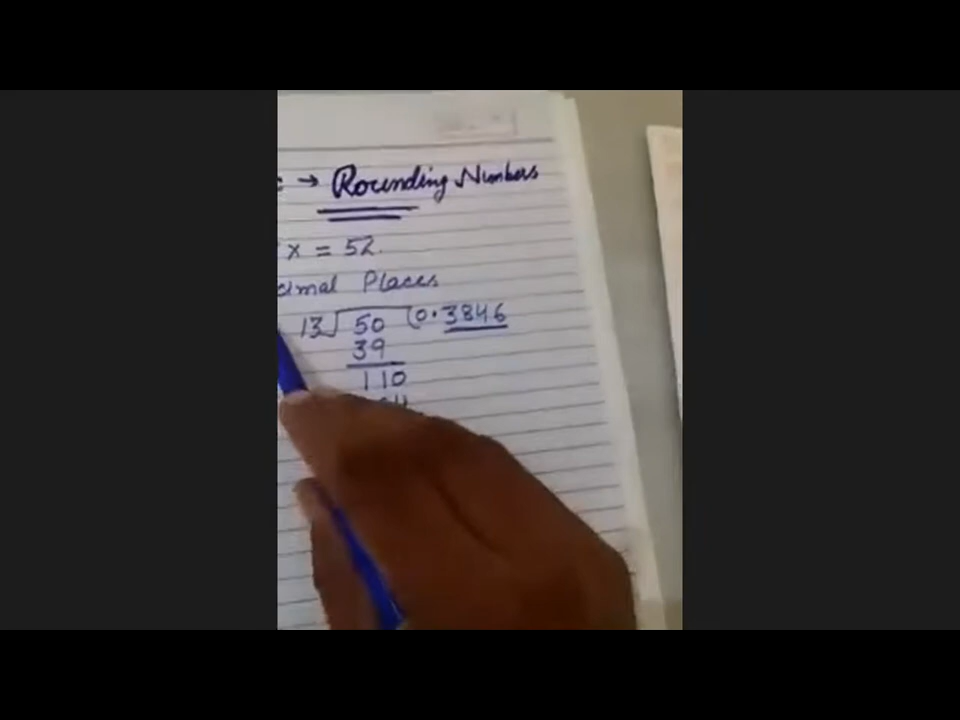 → Rounding Numbers
x = 52.
cimal Places
13 50 0.3846
39
110